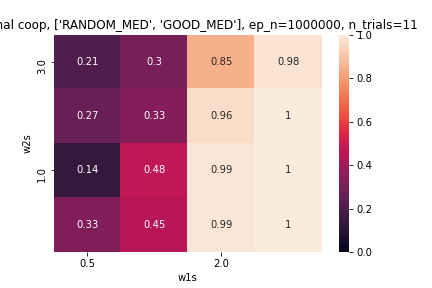 nal coop, ['RANDOM_MED', 'GOOD_MED'], ep_n=1000000, n_trials=11
3.0 0.21 0.3 0.85 0.98 1.0
0.27 0.33 0.96 1 0.8
w2s 0.6
1.0 0.14 0.48 0.99 1 0.4
0.33 0.45 0.99 1 0.2
0.0
0.5 2.0
w1s